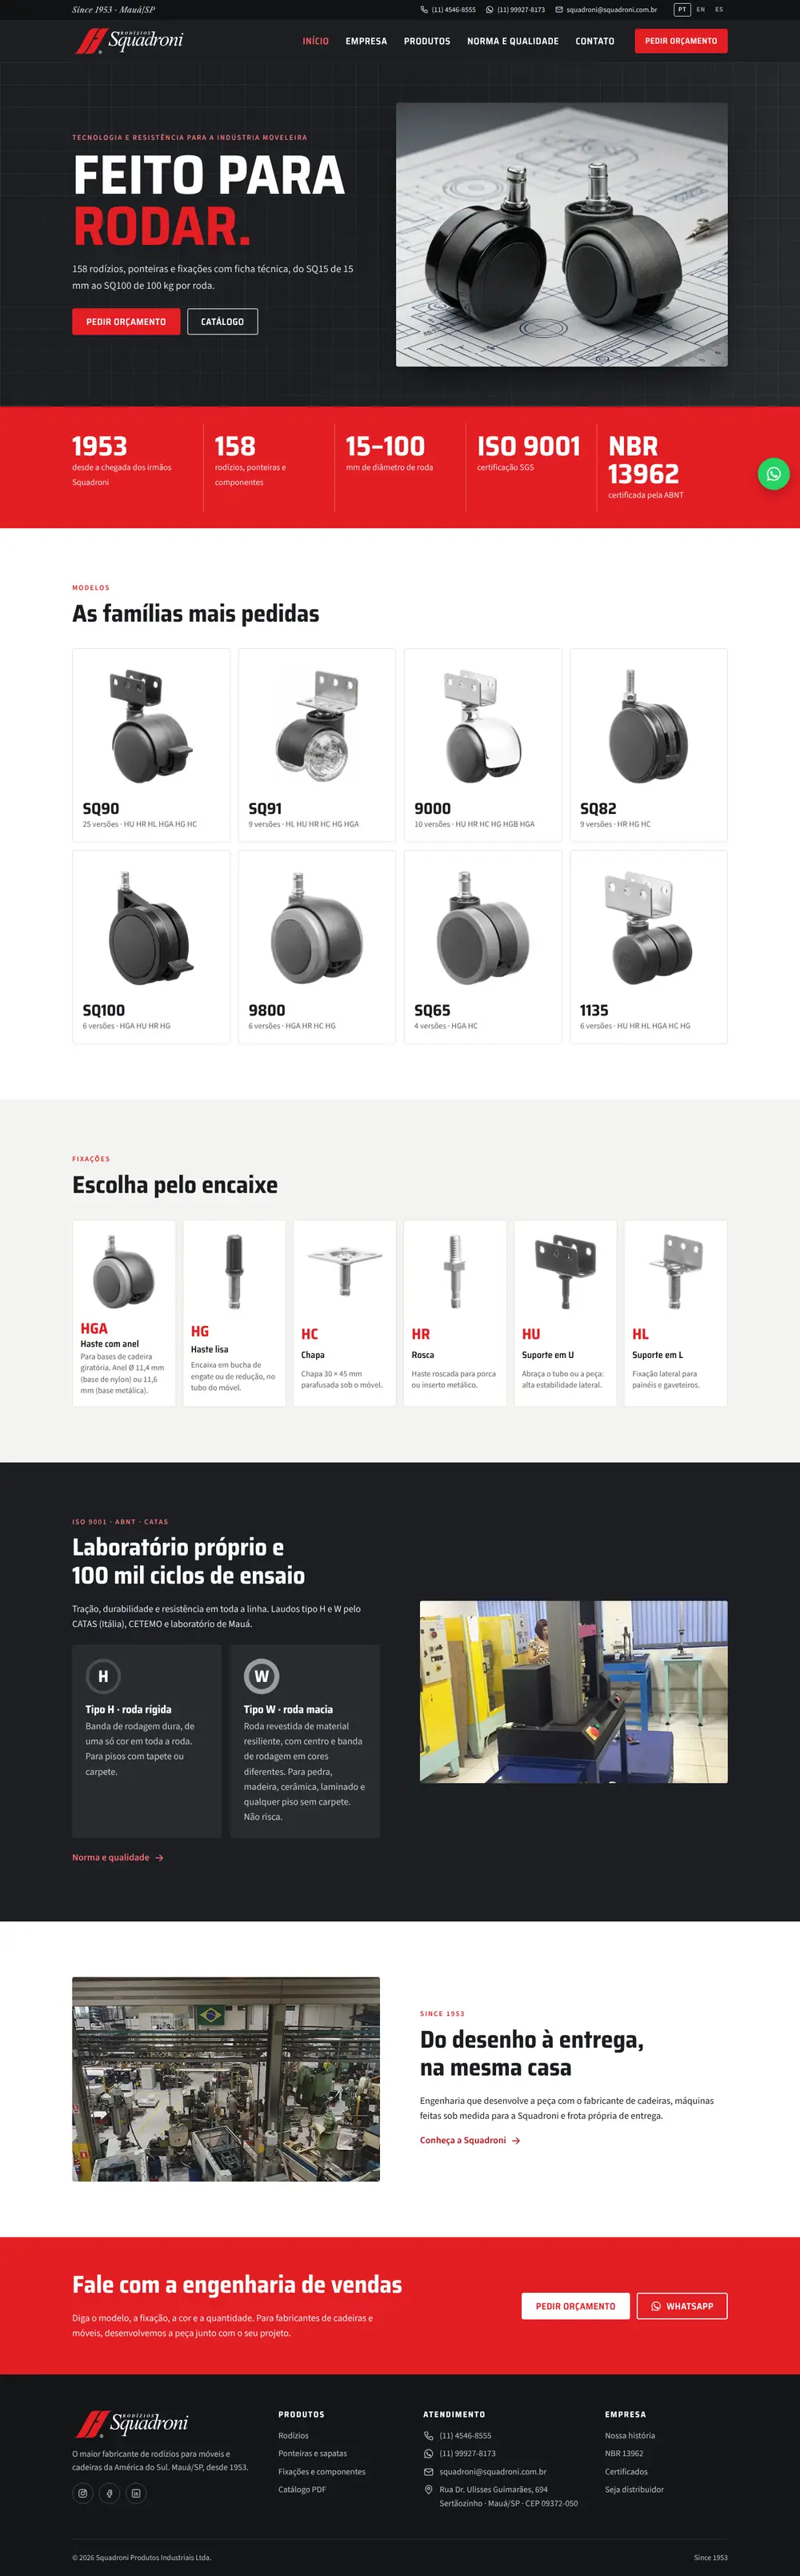 Since 1953 · Mauá/SP
(11) 4546-8555
(11) 99927-8173
squadroni@squadroni.com.br
PT EN ES
RODÍZIOS
Squadroni
INÍCIO
EMPRESA
PRODUTOS
NORMA E QUALIDADE
CONTATO
PEDIR ORÇAMENTO
TECNOLOGIA E RESISTÊNCIA PARA A INDÚSTRIA MOVELEIRA
FEITO PARA
RODAR.
158 rodízios, ponteiras e fixações com ficha técnica, do SQ15 de 15
mm ao SQ100 de 100 kg por roda.
PEDIR ORÇAMENTO
CATÁLOGO
1953
desde a chegada dos irmãos
Squadroni
158
rodízios, ponteiras e
componentes
15–100
mm de diâmetro de roda
ISO 9001
certificação SGS
NBR
13962
certificada pela ABNT
MODELOS
As famílias mais pedidas
SQ90
25 versões · HU HR HL HGA HG HC
SQ91
9 versões · HL HU HR HC HG HGA
9000
10 versões · HU HR HC HG HGB HGA
SQ82
9 versões · HR HG HC
SQ100
6 versões · HGA HU HR HG
9800
6 versões · HGA HR HC HG
SQ65
4 versões · HGA HC
1135
6 versões · HU HR HL HGA HC HG
FIXAÇÕES
Escolha pelo encaixe
HGA
Haste com anel
Para bases de cadeira
giratória. Anel Ø 11,4 mm
(base de nylon) ou 11,6
mm (base metálica).
HG
Haste lisa
Encaixa em bucha de
engate ou de redução, no
tubo do móvel.
HC
Chapa
Chapa 30 × 45 mm
parafusada sob o móvel.
HR
Rosca
Haste roscada para porca
ou inserto metálico.
HU
Suporte em U
Abraça o tubo ou a peça:
alta estabilidade lateral.
HL
Suporte em L
Fixação lateral para
painéis e gaveteiros.
ISO 9001 · ABNT · CATAS
Laboratório próprio e
100 mil ciclos de ensaio
Tração, durabilidade e resistência em toda a linha. Laudos tipo H e W pelo
CATAS (Itália), CETEMO e laboratório de Mauá.
H
Tipo H · roda rígida
Banda de rodagem dura, de
uma só cor em toda a roda.
Para pisos com tapete ou
carpete.
W
Tipo W · roda macia
Roda revestida de material
resiliente, com centro e banda
de rodagem em cores
diferentes. Para pedra,
madeira, cerâmica, laminado e
qualquer piso sem carpete.
Não risca.
Norma e qualidade
SINCE 1953
Do desenho à entrega,
na mesma casa
Engenharia que desenvolve a peça com o fabricante de cadeiras, máquinas
feitas sob medida para a Squadroni e frota própria de entrega.
Conheça a Squadroni
Fale com a engenharia de vendas
Diga o modelo, a fixação, a cor e a quantidade. Para fabricantes de cadeiras e
móveis, desenvolvemos a peça junto com o seu projeto.
PEDIR ORÇAMENTO
WHATSAPP
RODÍZIOS
Squadroni
O maior fabricante de rodízios para móveis e
cadeiras da América do Sul. Mauá/SP, desde 1953.
PRODUTOS
Rodízios
Ponteiras e sapatas
Fixações e componentes
Catálogo PDF
ATENDIMENTO
(11) 4546-8555
(11) 99927-8173
squadroni@squadroni.com.br
Rua Dr. Ulisses Guimarães, 694
Sertãozinho · Mauá/SP · CEP 09372-050
EMPRESA
Nossa história
NBR 13962
Certificados
Seja distribuidor
© 2026 Squadroni Produtos Industriais Ltda.
Since 1953